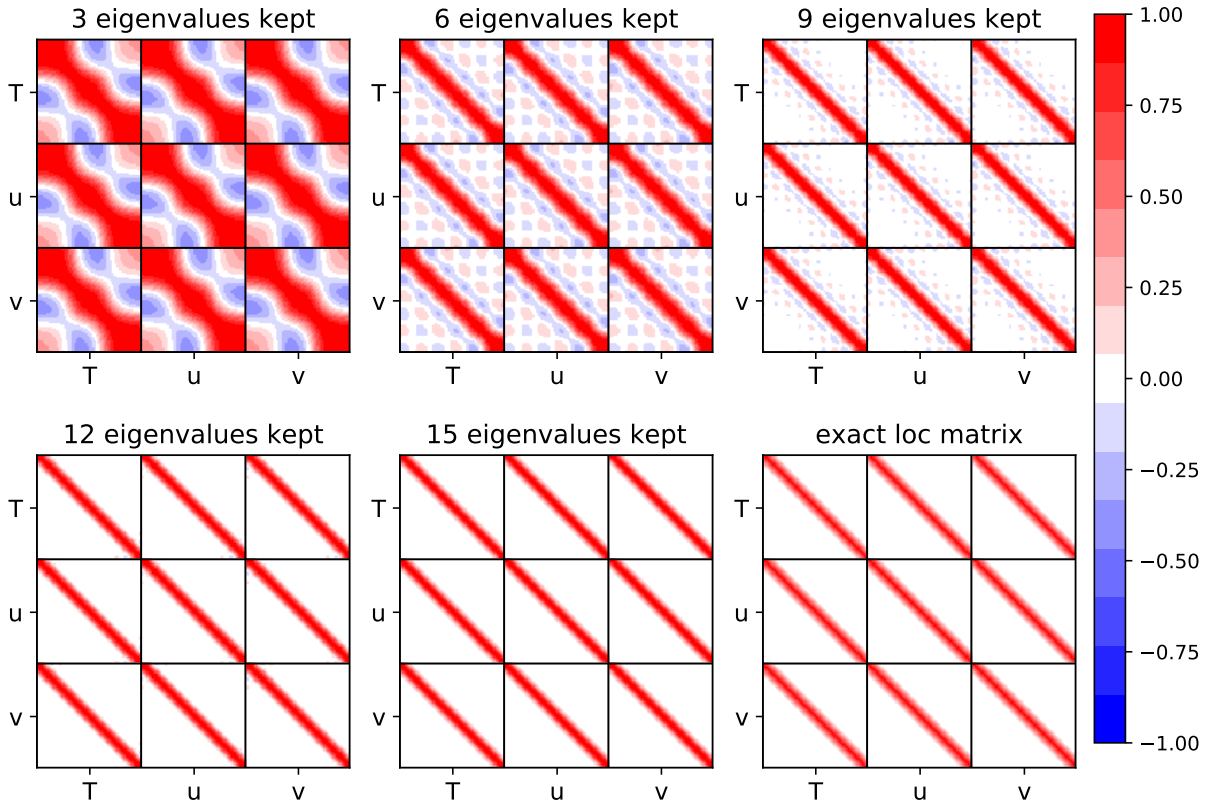 3 eigenvalues kept
6 eigenvalues kept
9 eigenvalues kept
T
u
v
T u v
T u v
T u v
1.00
0.75
0.50
0.25
0.00
−0.25
−0.50
−0.75
−1.00
12 eigenvalues kept
15 eigenvalues kept
exact loc matrix
T
u
v
T u v
T u v
T u v